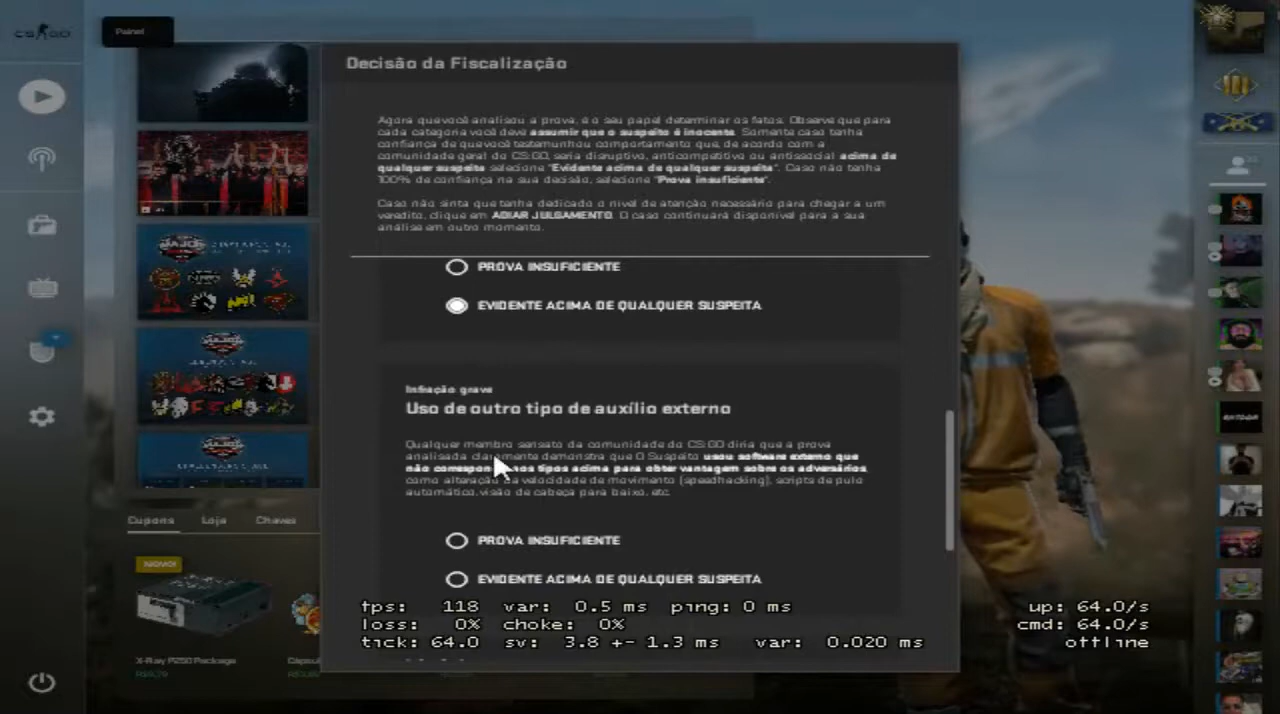 CS:GO
Painel
Decisão da Fiscalização
Agora que você analisou a prova, é o seu papel determinar os fatos. Observe que para
cada categoria você deve assumir que o suspeito é inocente. Somente caso tenha
confiança de que você testemunhou comportamento que, de acordo com a
comunidade geral do CS:GO, seria disruptivo, anticompetitivo ou antissocial acima de
qualquer suspeita selecione "Evidente acima de qualquer suspeita". Caso não tenha
100% de confiança na sua decisão, selecione "Prova insuficiente".
Caso não sinta que tenha dedicado o nível de atenção necessário para chegar a um
veredito, clique em ADIAR JULGAMENTO. O caso continuará disponível para a sua
análise em outro momento.
PROVA INSUFICIENTE
EVIDENTE ACIMA DE QUALQUER SUSPEITA
Infração grave
Uso de outro tipo de auxílio externo
Qualquer membro sensato da comunidade do CS:GO diria que a prova
analisada claramente demonstra que O Suspeito usou software externo que
não corresponde nos tipos acima para obter vantagem sobre os adversários
como alteração da velocidade de movimento (speedhacking), scripts de pulo
automático, visão de cabeça para baixo, etc.
PROVA INSUFICIENTE
EVIDENTE ACIMA DE QUALQUER SUSPEITA
Cupons Loja Chaves
NOVO!
X-Ray P250 Package
fps: 118 var: 0.5 ms ping: 0 ms
loss: 0% choke: 0%
tick: 64.0 sv: 3.8 +- 1.3 ms var: 0.020 ms
up: 64.0/s
cmd: 64.0/s
offline